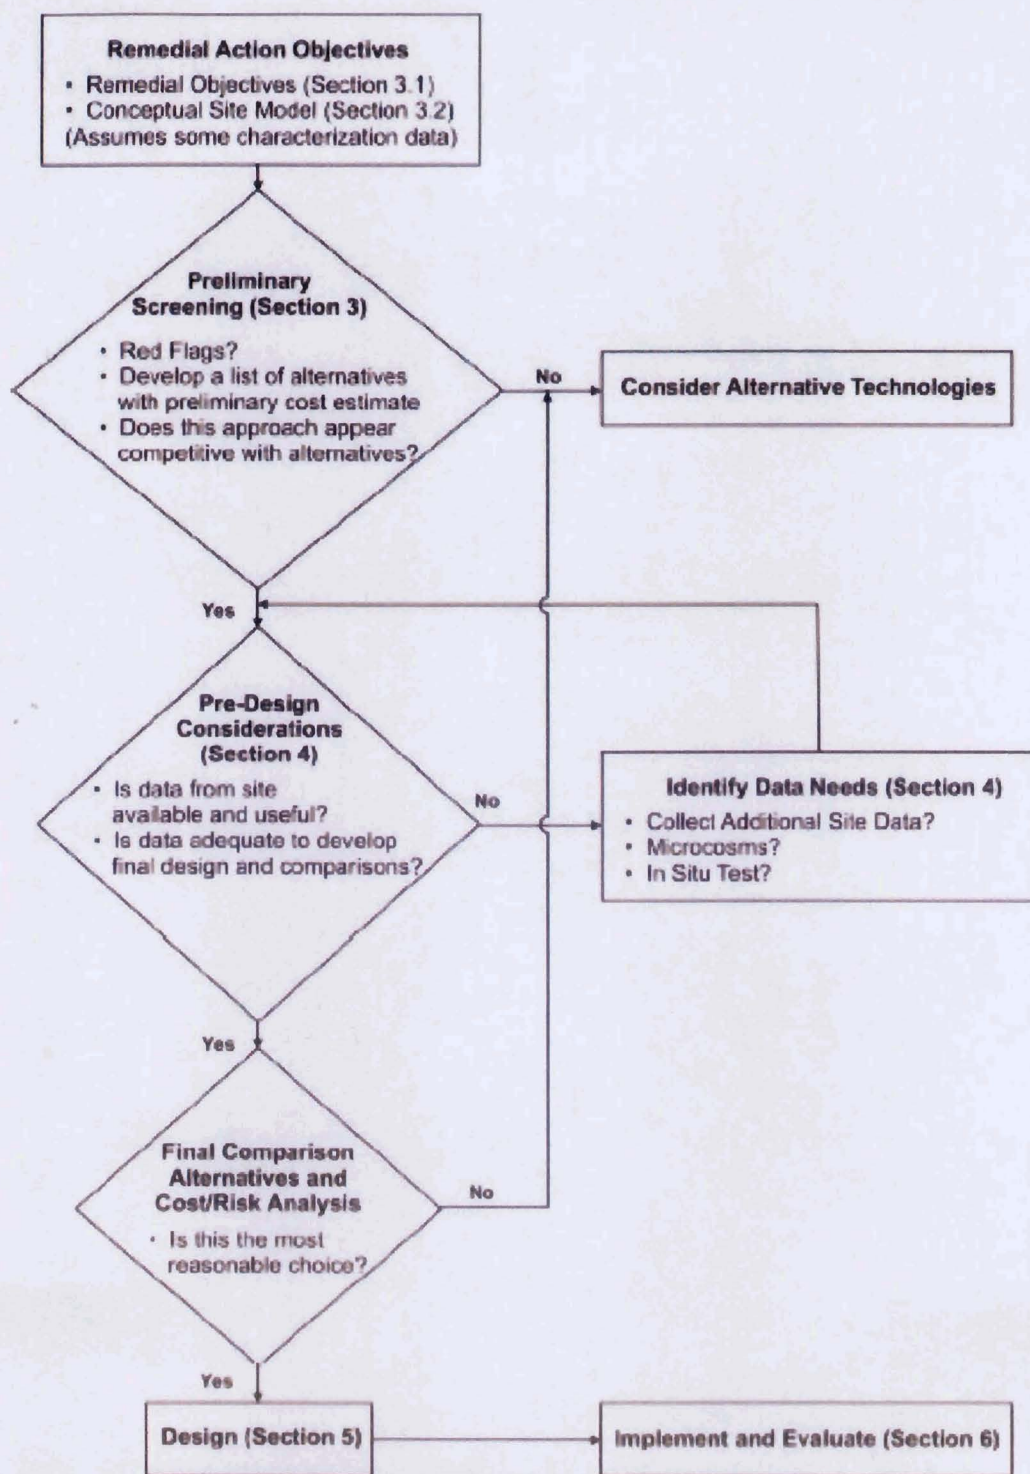 Remedial Action Objectives
• Remedial Objectives (Section 3.1)
• Conceptual Site Model (Section 3.2)
(Assumes some characterization data)
Preliminary
Screening (Section 3)
• Red Flags?
• Develop a list of alternatives
with preliminary cost estimate
• Does this approach appear
competitive with alternatives?
No
Consider Alternative Technologies
Yes
Pre-Design
Considerations
(Section 4)
• Is data from site
available and useful?
• Is data adequate to develop
final design and comparisons?
No
Identify Data Needs (Section 4)
• Collect Additional Site Data?
• Microcosms?
• In Situ Test?
Yes
Final Comparison
Alternatives and
Cost/Risk Analysis
• Is this the most
reasonable choice?
No
Yes
Design (Section 5)
Implement and Evaluate (Section 6)